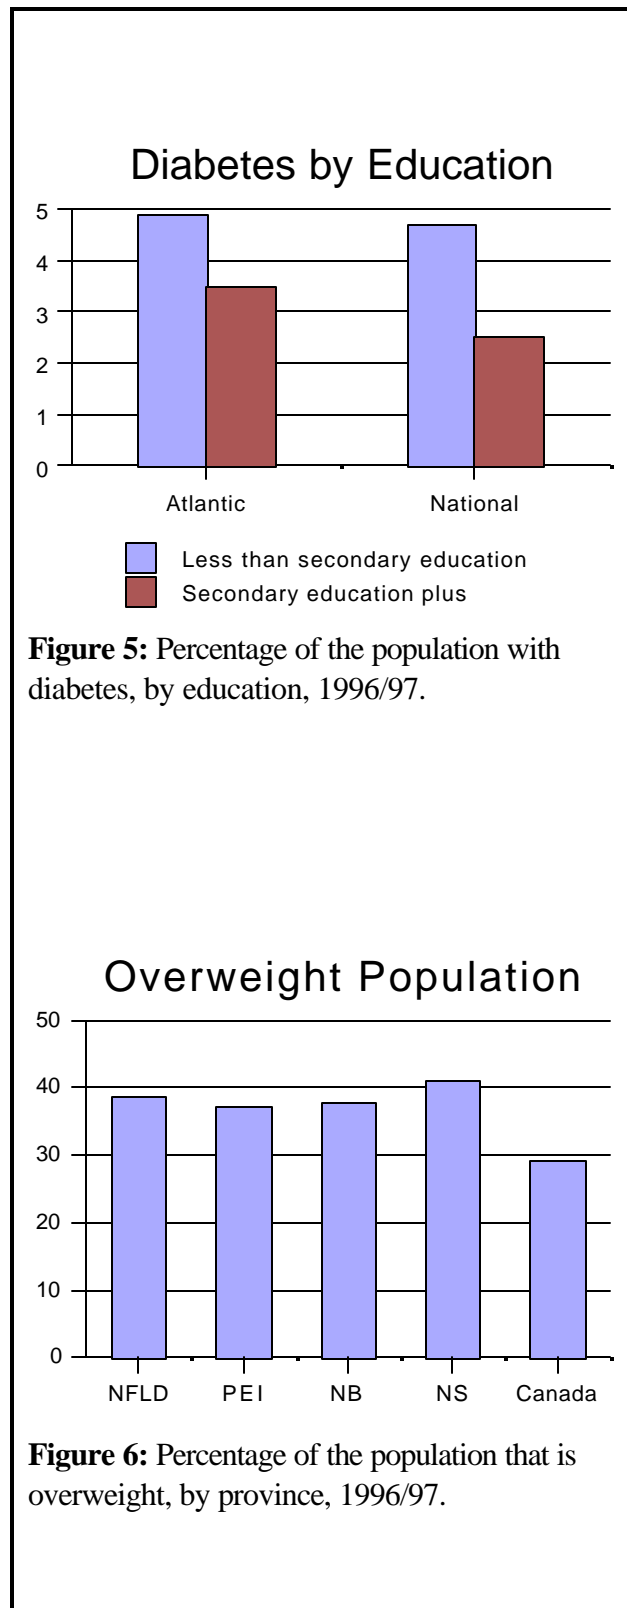 Diabetes by Education
5
4
3
2
1
0
Atlantic National
Less than secondary education
Secondary education plus
Figure 5: Percentage of the population with
diabetes, by education, 1996/97.
Overweight Population
50
40
30
20
10
0
NFLD PEI NB NS Canada
Figure 6: Percentage of the population that is
overweight, by province, 1996/97.